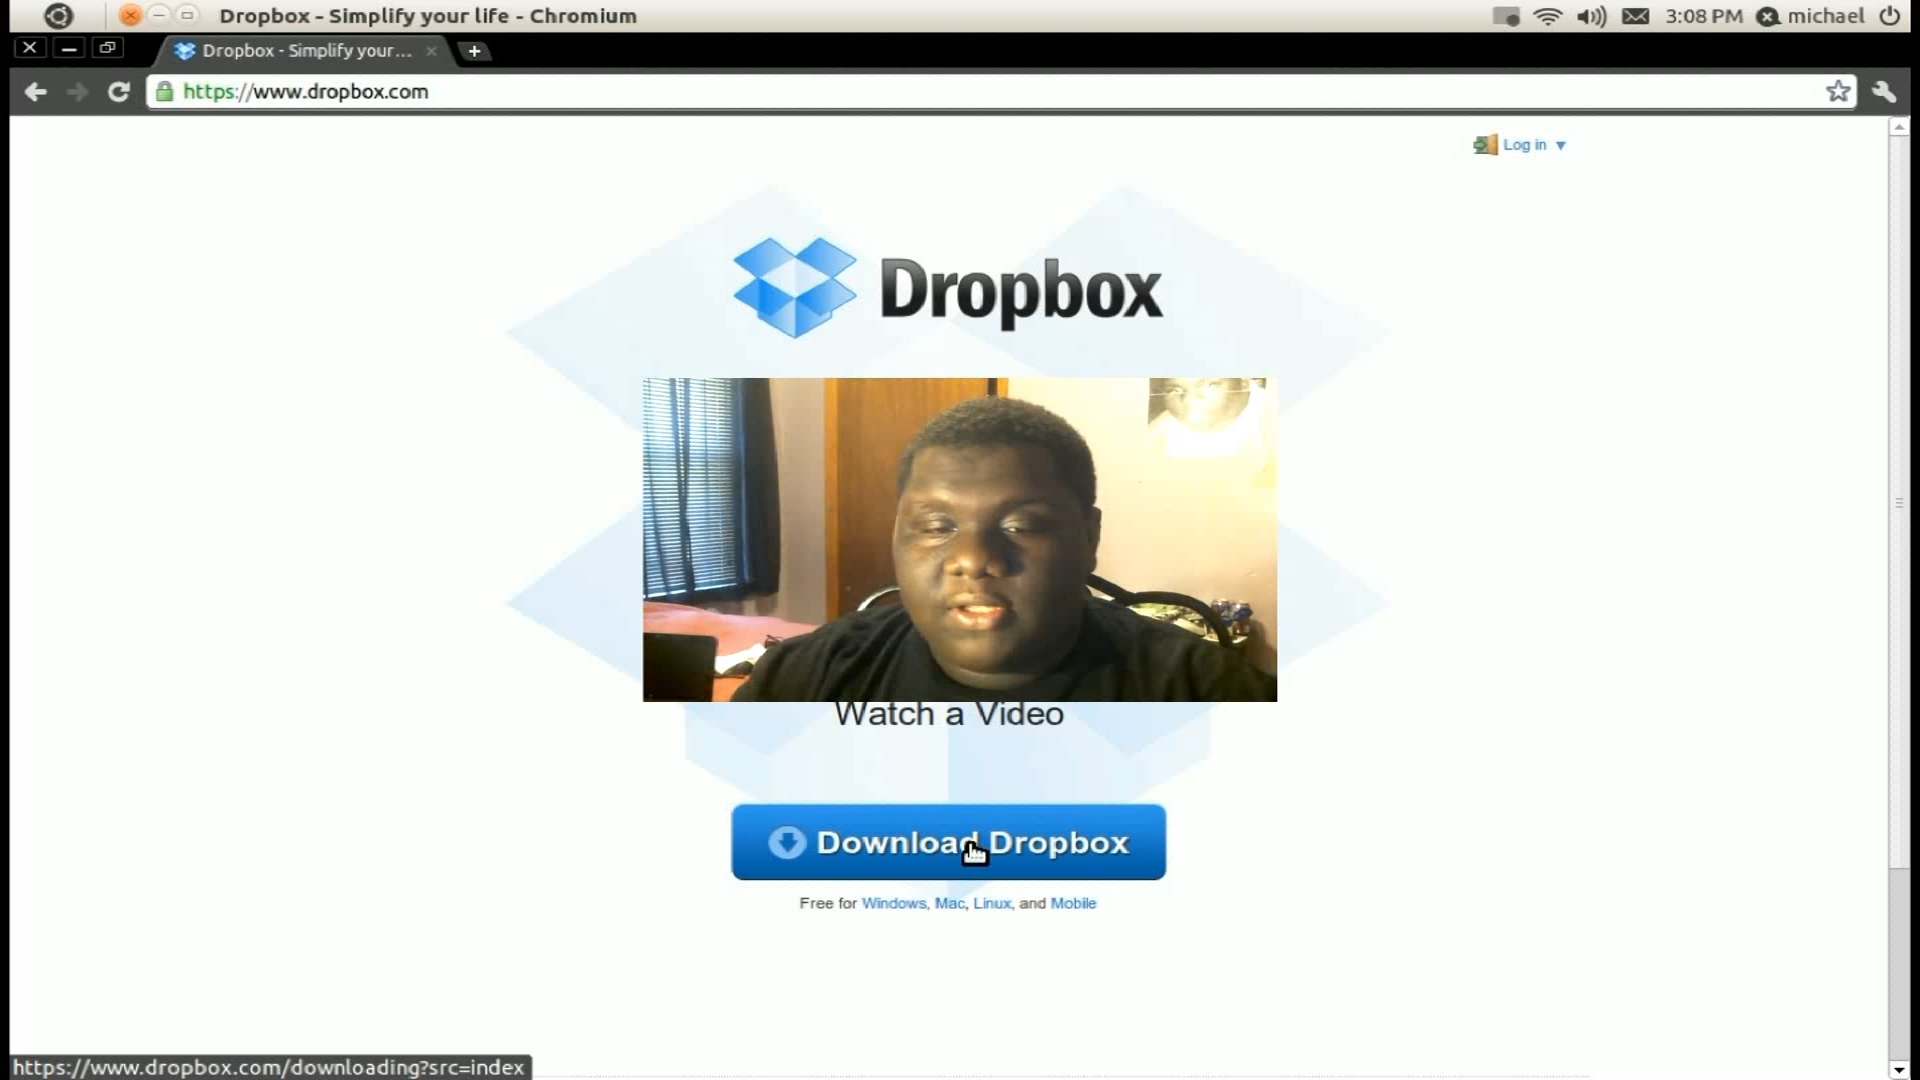 Dropbox - Simplify your life - Chromium
3:08 PM
michael
Dropbox - Simplify your...
https://www.dropbox.com
Log in
Dropbox
Watch a Video
Download Dropbox
Free for Windows, Mac, Linux, and Mobile
https://www.dropbox.com/downloading?src=index